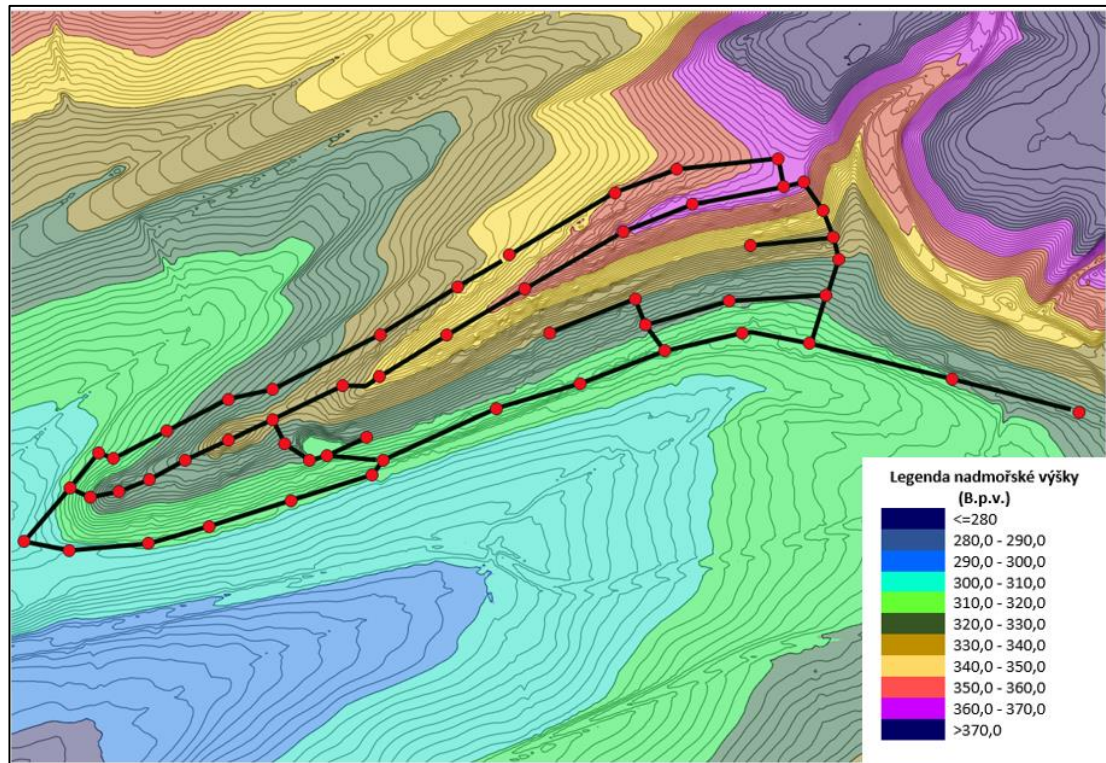 Legenda nadmořské výšky
(B.p.v.)
<=280
280,0 - 290,0
290,0 - 300,0
300,0 - 310,0
310,0 - 320,0
320,0 - 330,0
330,0 - 340,0
340,0 - 350,0
350,0 - 360,0
360,0 - 370,0
>370,0